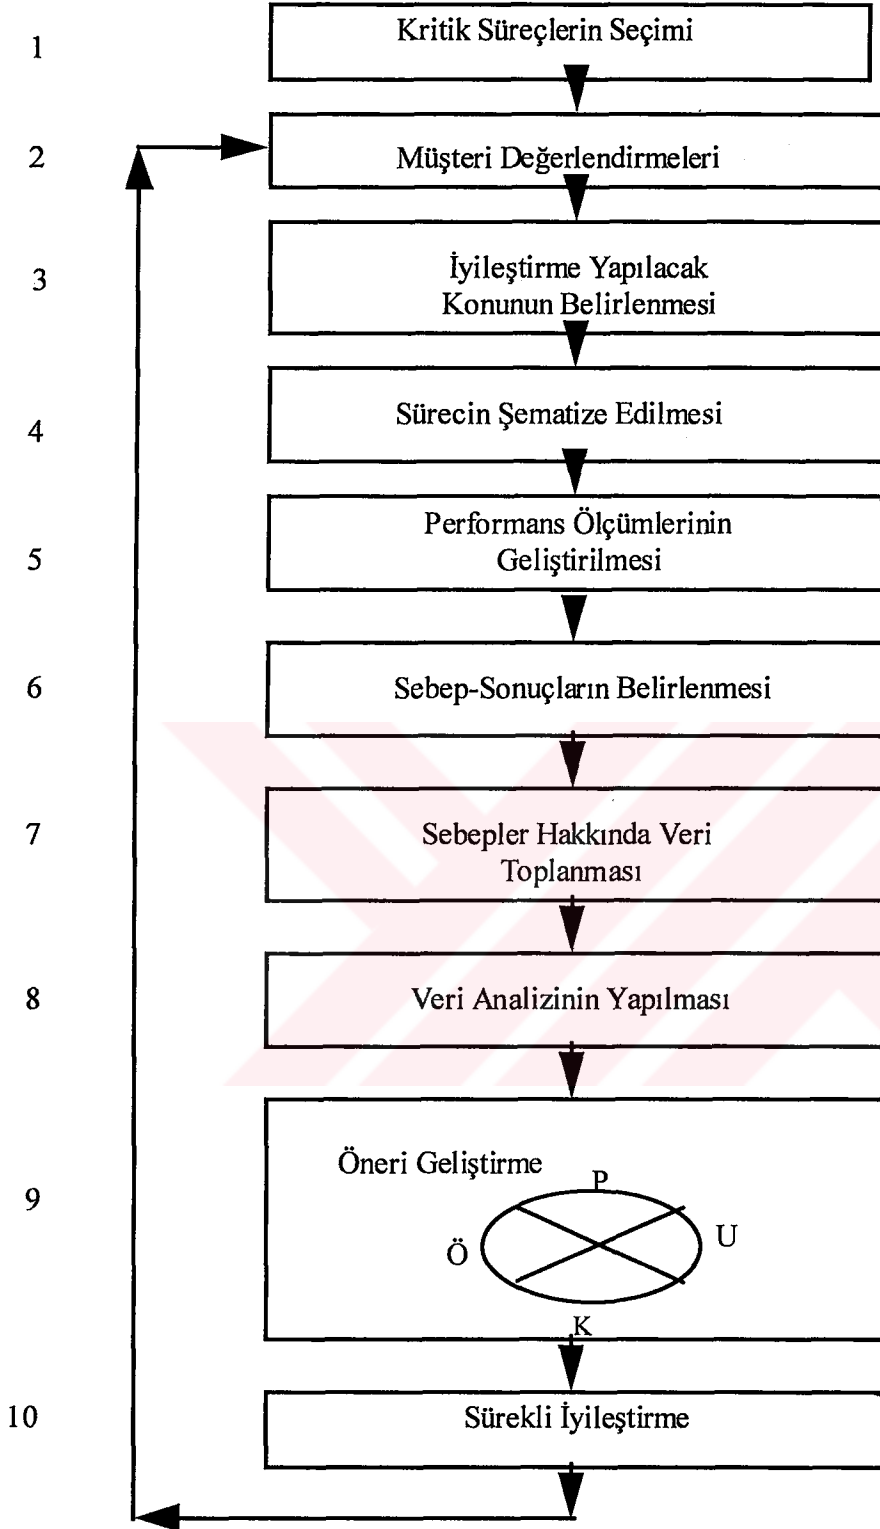 1
Kritik Süreçlerin Seçimi
2
Müşteri Değerlendirmeleri
3
İyileştirme Yapılacak
Konunun Belirlenmesi
4
Sürecin Şematize Edilmesi
5
Performans Ölçümlerinin
Geliştirilmesi
6
Sebep-Sonuçların Belirlenmesi
7
Sebepler Hakkında Veri
Toplanması
8
Veri Analizinin Yapılması
9
Öneri Geliştirme
P
Ö
U
K
10
Sürekli İyileştirme